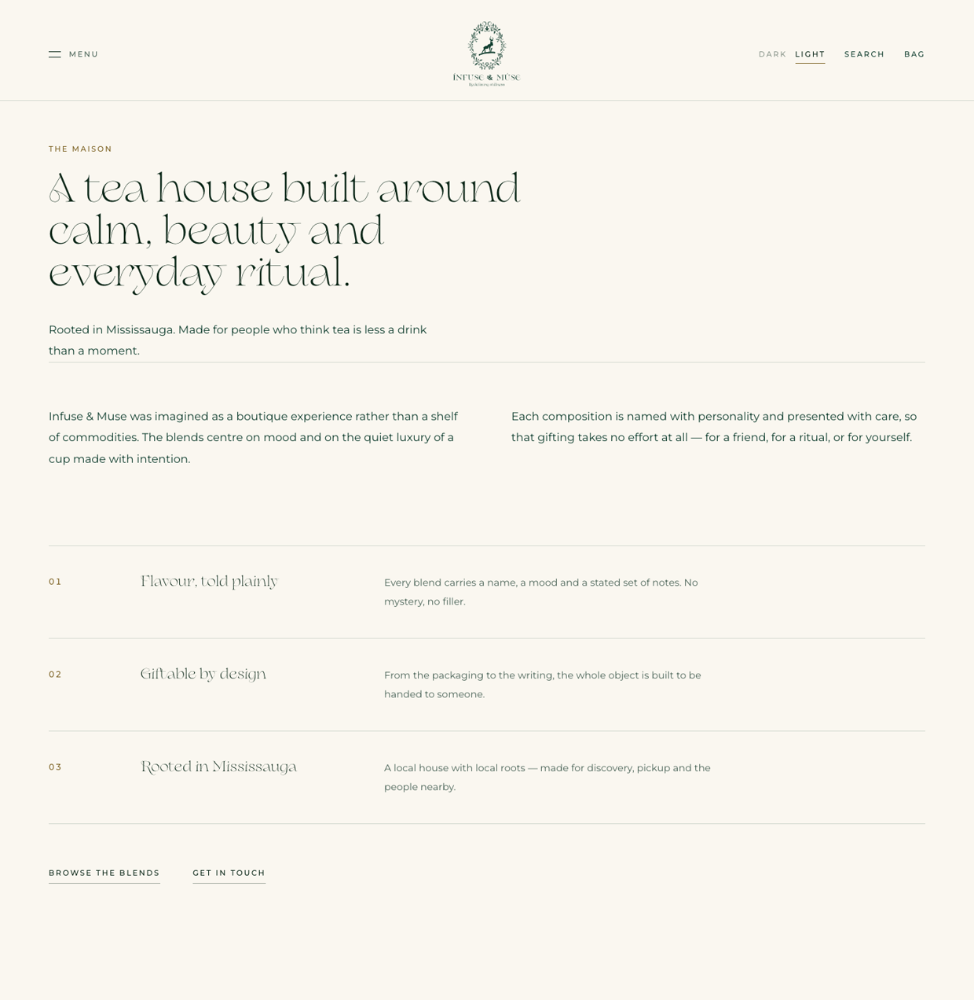 MENU
INFUSE & MUSE
DARK LIGHT SEARCH BAG
THE MAISON
A tea house built around
calm, beauty and
everyday ritual.
Rooted in Mississauga. Made for people who think tea is less a drink
than a moment.
Infuse & Muse was imagined as a boutique experience rather than a shelf
of commodities. The blends centre on mood and on the quiet luxury of a
cup made with intention.
Each composition is named with personality and presented with care, so
that gifting takes no effort at all — for a friend, for a ritual, or for yourself.
01
Flavour, told plainly
Every blend carries a name, a mood and a stated set of notes. No
mystery, no filler.
02
Giftable by design
From the packaging to the writing, the whole object is built to be
handed to someone.
03
Rooted in Mississauga
A local house with local roots — made for discovery, pickup and the
people nearby.
BROWSE THE BLENDS
GET IN TOUCH